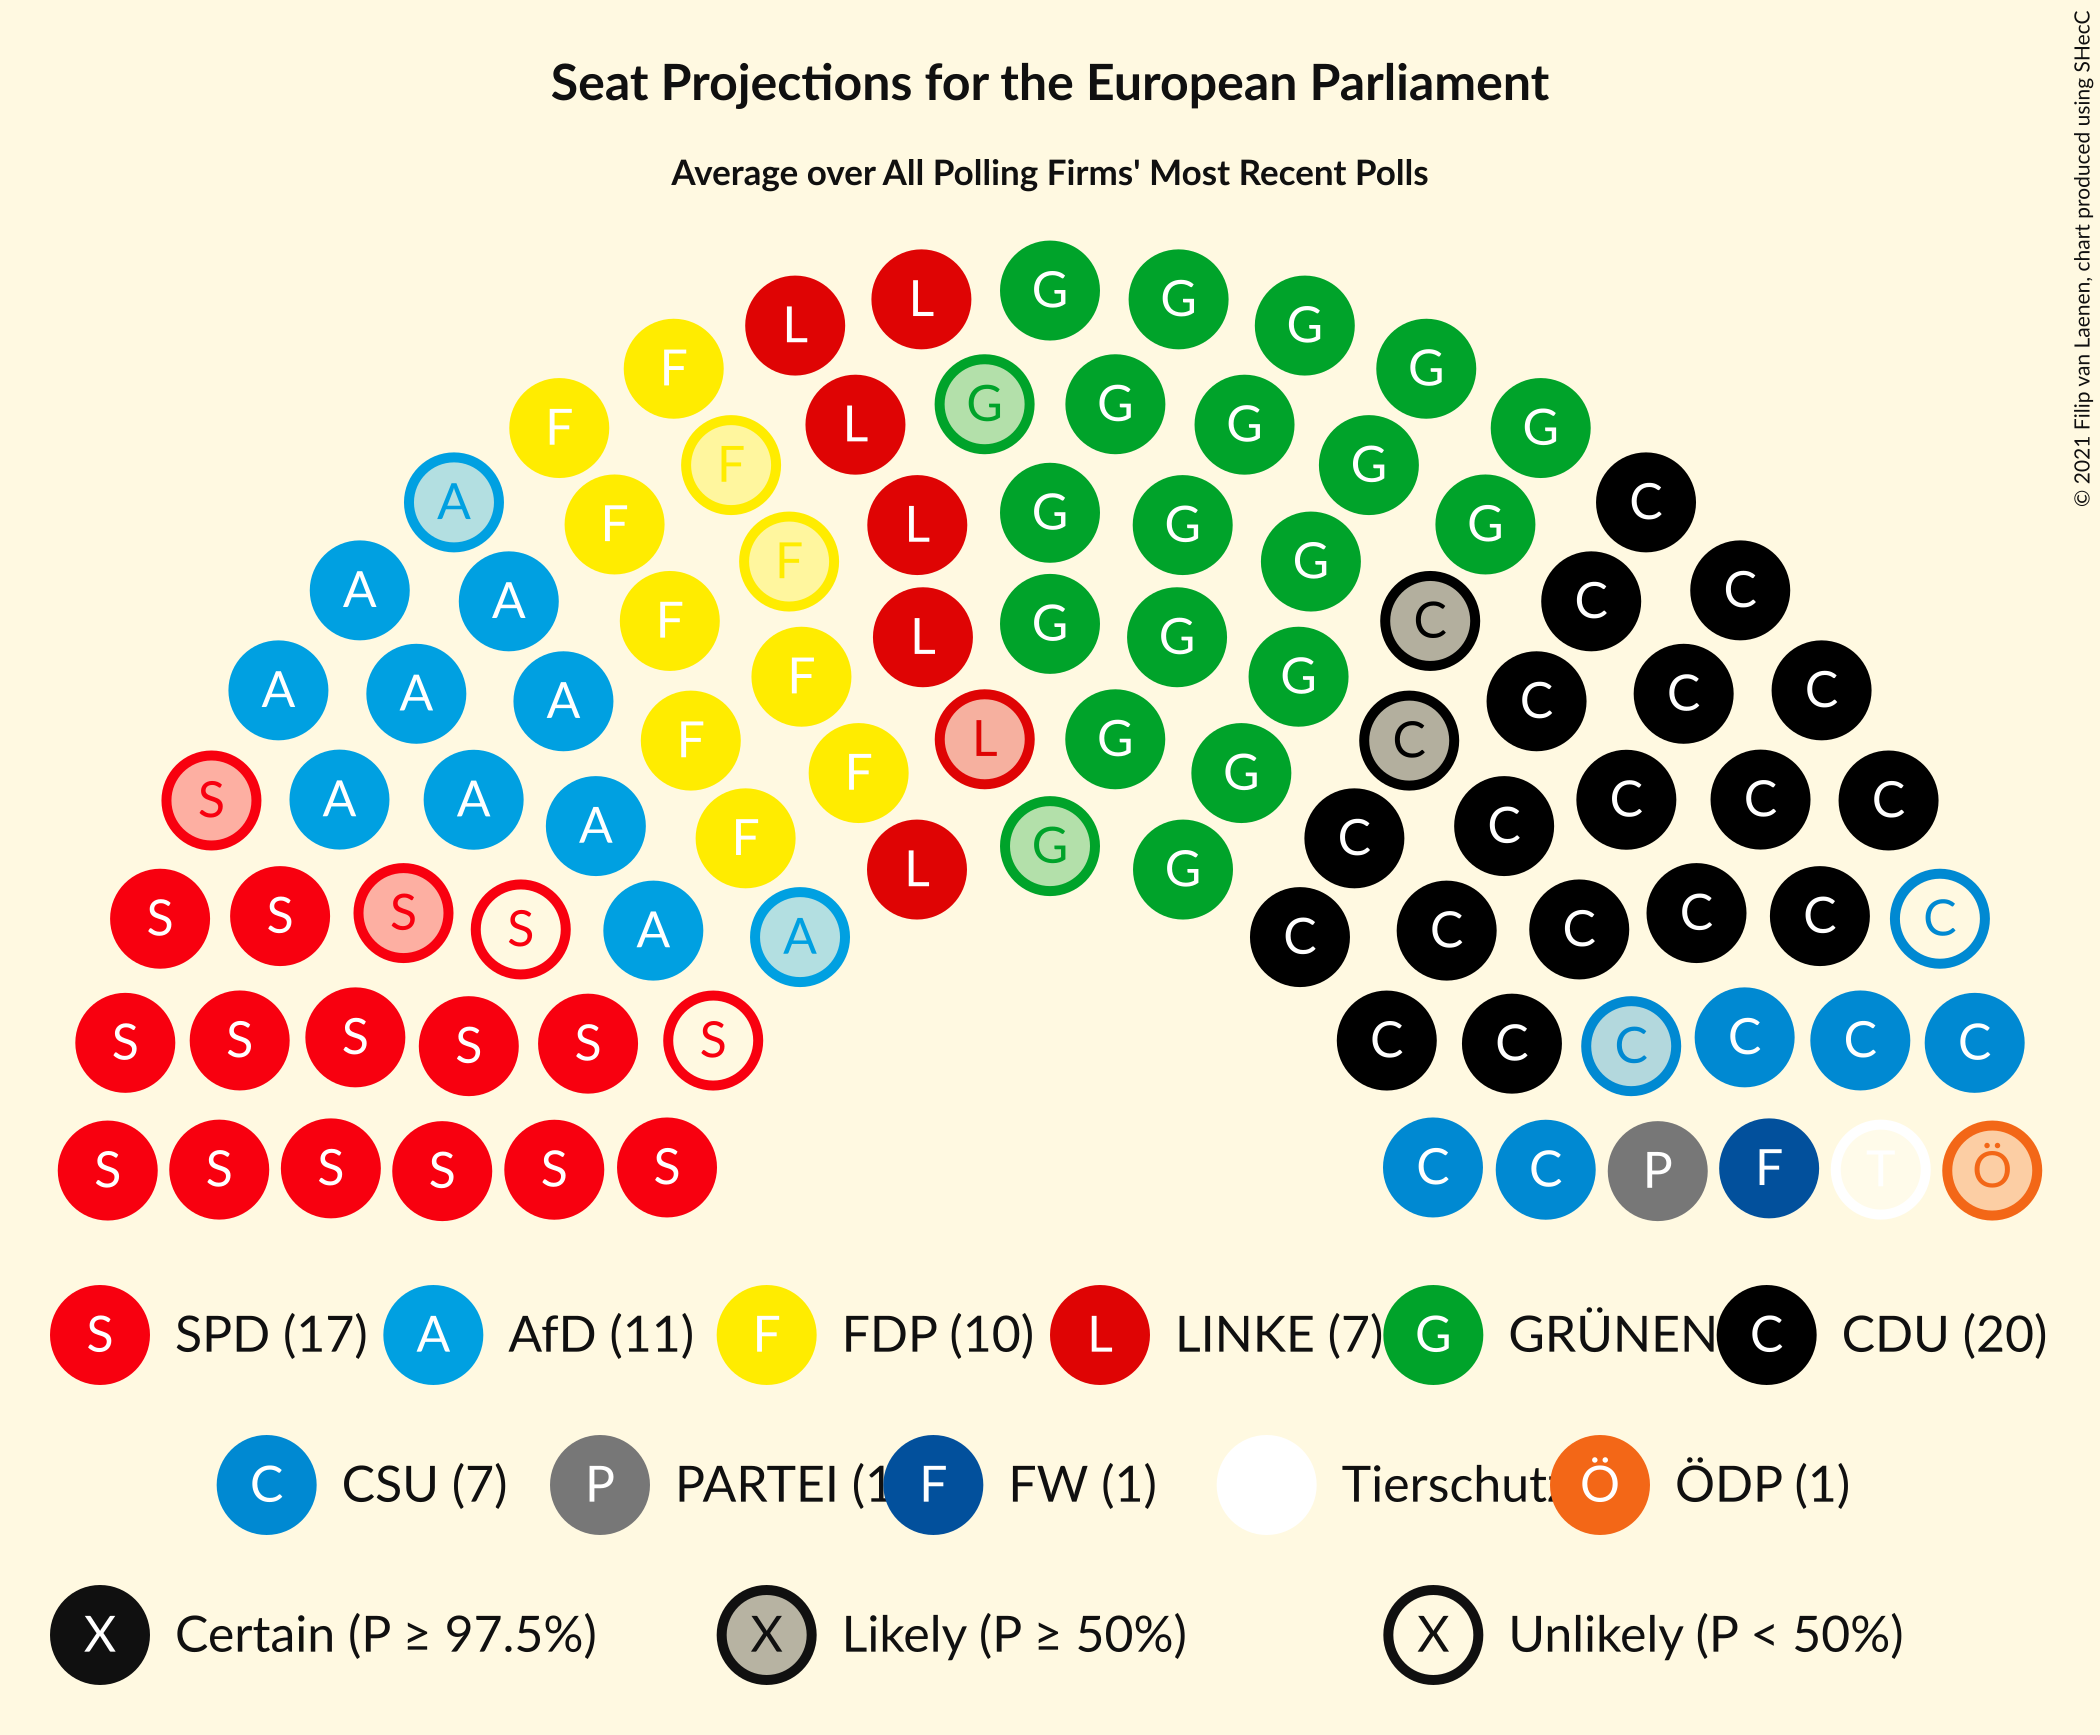 Seat Projections for the European Parliament
Average over All Polling Firms' Most Recent Polls
© 2021 Filip van Laenen, chart produced using SHecC
L L G G G
F L G G G G
F F G G G
A F L G G G C
F F G C
A A F L G G C C C
A A A F F L G G C C C C C
S A A A F F L G G C C C C C C
S S S S A A L G G C C C C C C
S S S S S S C C C C C C
S S S S S S C C P F T Ö
S SPD (17) A AfD (11) F FDP (10) L LINKE (7) G GRÜNEN C CDU (20)
C CSU (7) P PARTEI (1 F FW (1) Tierschutz Ö ÖDP (1)
X Certain (P ≥ 97.5%) X Likely (P ≥ 50%) X Unlikely (P < 50%)